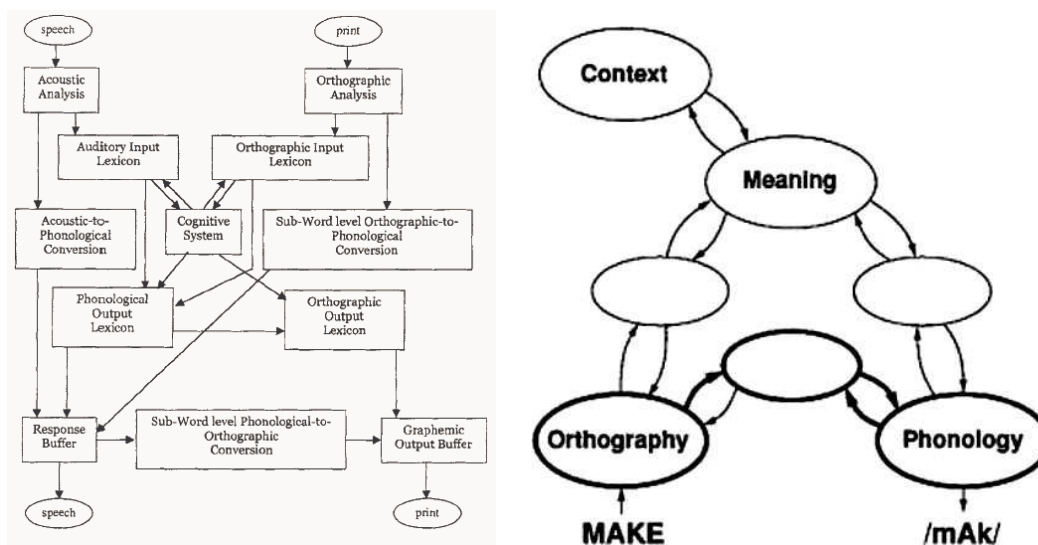 speech
print
Acoustic
Analysis
Orthographic
Analysis
Auditory Input
Lexicon
Orthographic Input
Lexicon
Acoustic-to-
Phonological
Conversion
Cognitive
System
Sub-Word level Orthographic-to-
Phonological
Conversion
Phonological
Output
Lexicon
Orthographic
Output
Lexicon
Response
Buffer
Sub-Word level Phonological-to-
Orthographic
Conversion
Graphemic
Output Buffer
speech
print
Context
Meaning
Orthography
Phonology
MAKE
/mAk/